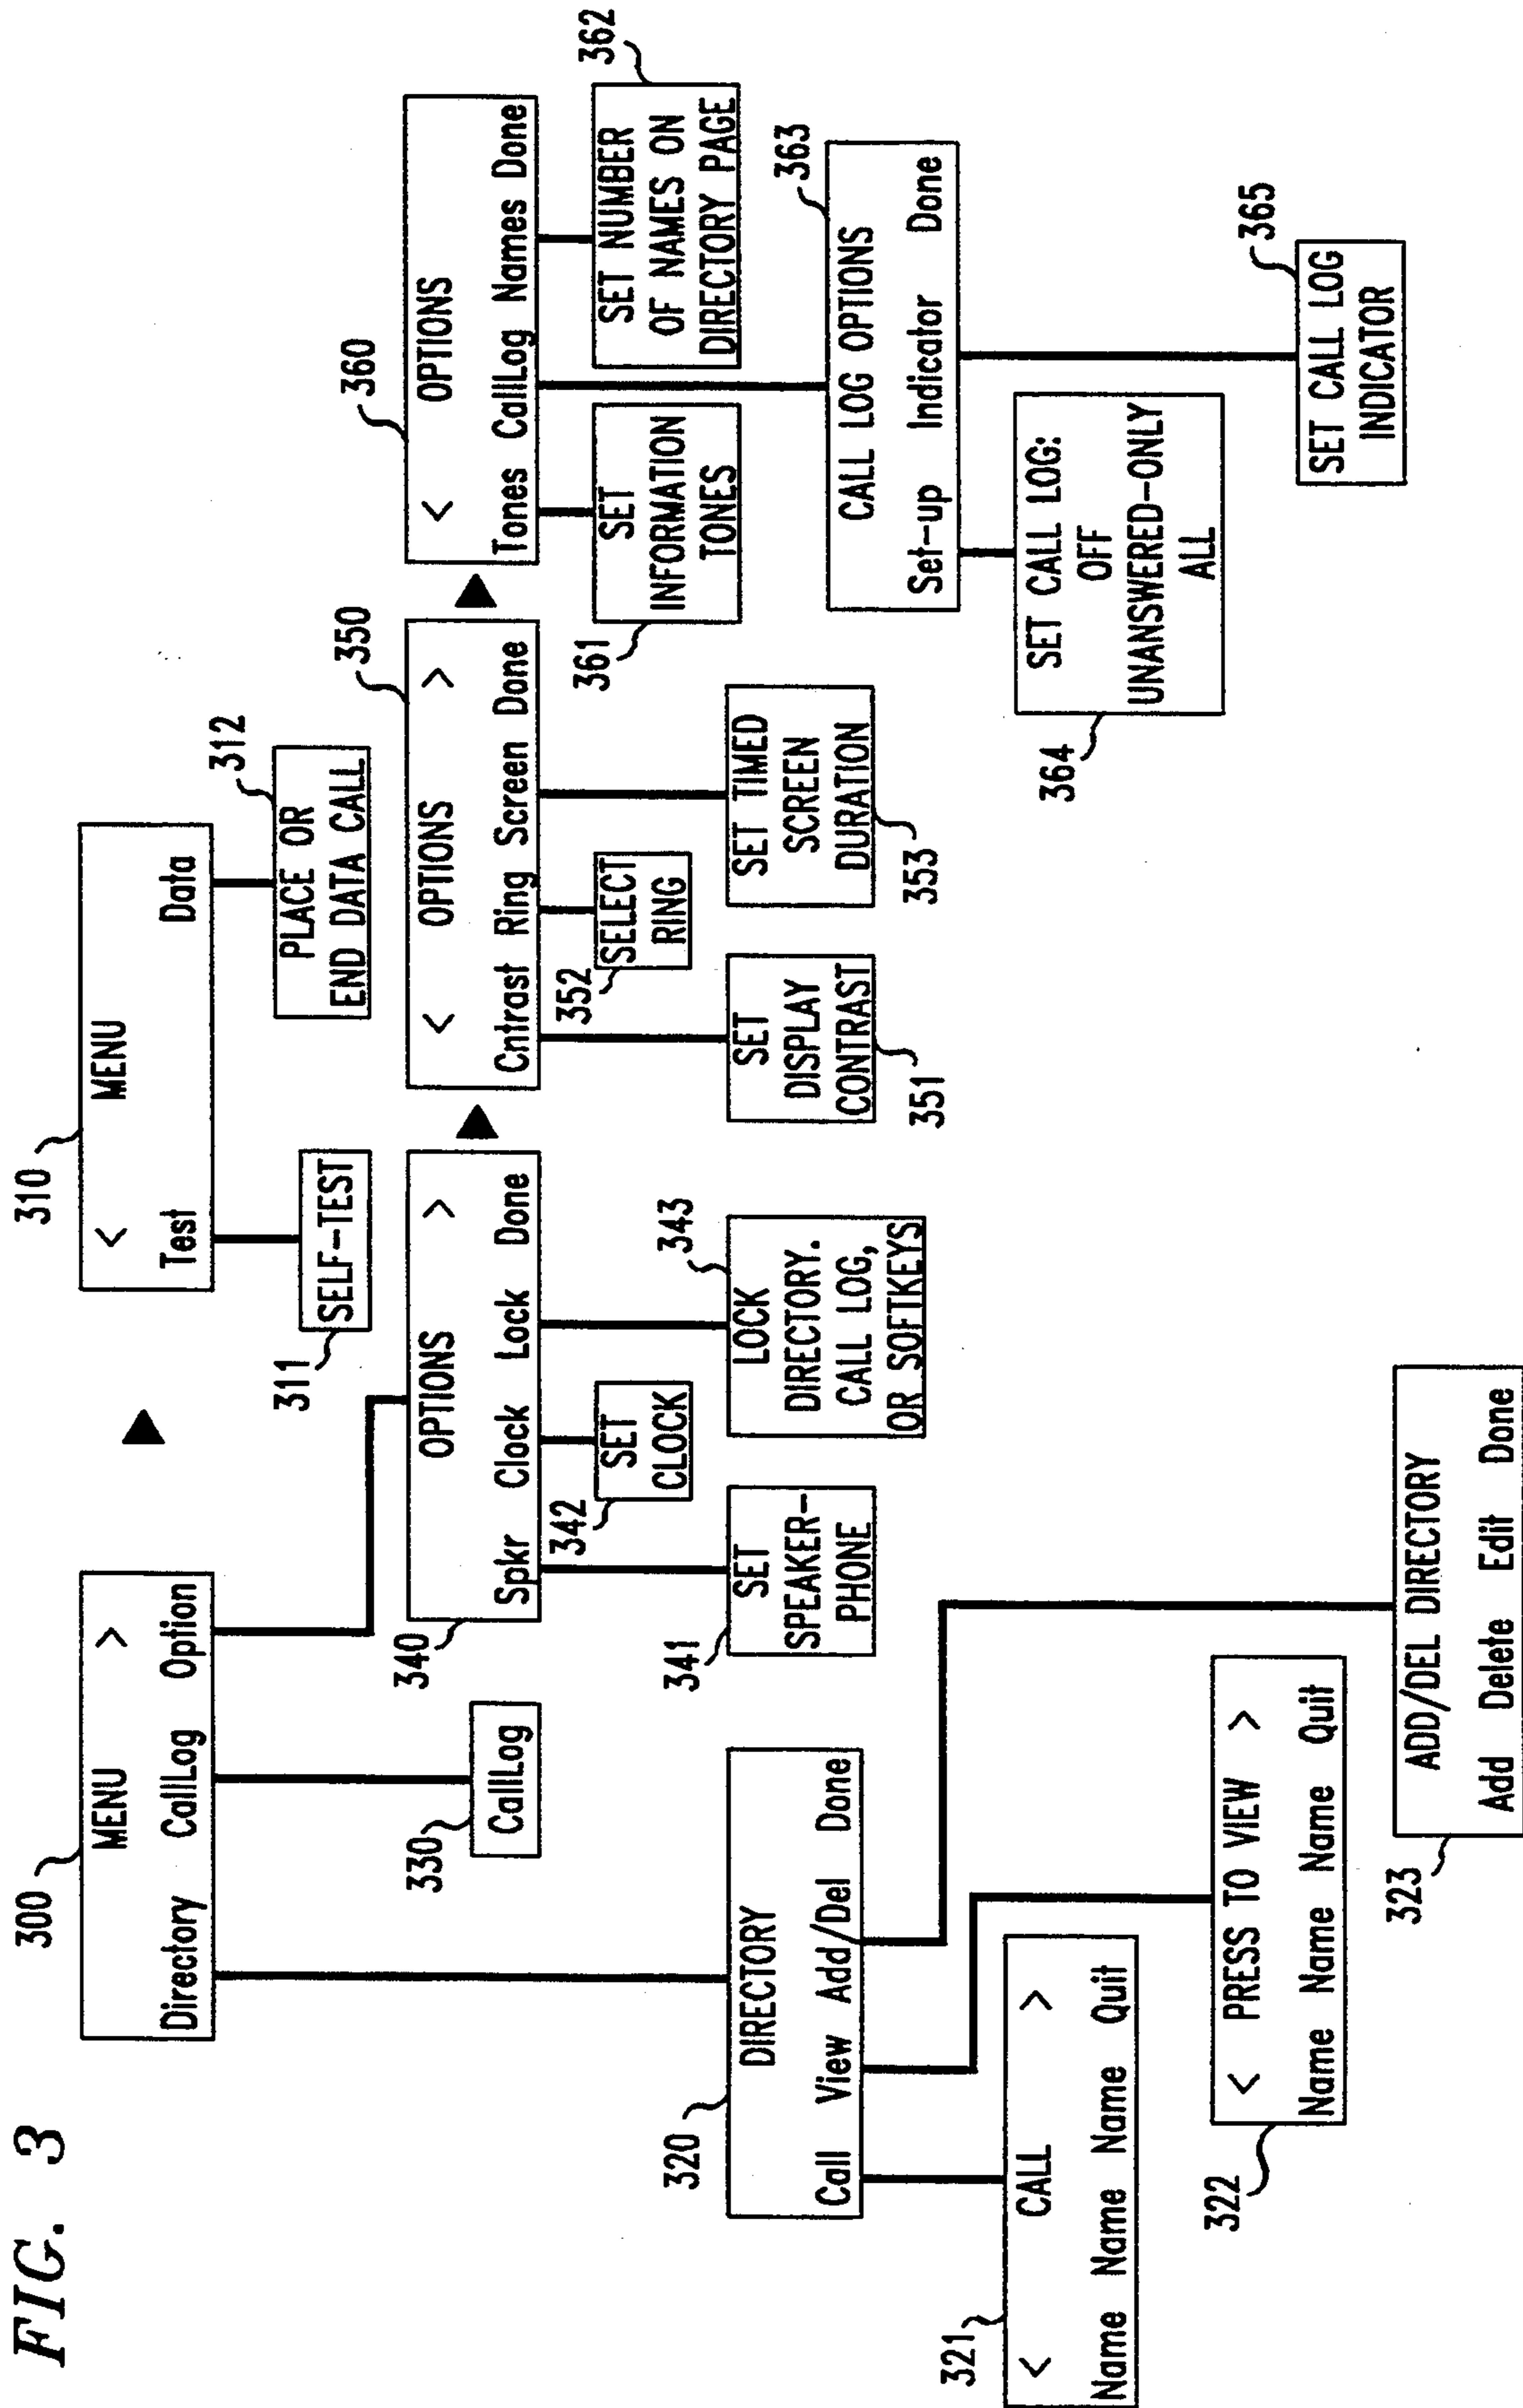 FIG. 3
300
MENU >
Directory CallLog Option
310
< MENU
Test Data
311
SELF-TEST
312
PLACE OR
END DATA CALL
330
CallLog
320
DIRECTORY
Call View Add/Del Done
321
< CALL >
Name Name Name Quit
322
< PRESS TO VIEW >
Name Name Name Quit
323
ADD/DEL DIRECTORY
Add Delete Edit Done
340
OPTIONS >
Spkr Clock Lock Done
341
SET
SPEAKER-
PHONE
342
SET
CLOCK
343
LOCK
DIRECTORY.
CALL LOG,
OR SOFTKEYS
350
< OPTIONS >
Cntrast Ring Screen Done
351
SET
DISPLAY
CONTRAST
352
SELECT
RING
353
SET TIMED
SCREEN
DURATION
360
< OPTIONS
Tones CallLog Names Done
361
SET
INFORMATION
TONES
362
SET NUMBER
OF NAMES ON
DIRECTORY PAGE
363
CALL LOG OPTIONS
Set-up Indicator Done
364
SET CALL LOG:
OFF
UNANSWERED-ONLY
ALL
365
SET CALL LOG
INDICATOR